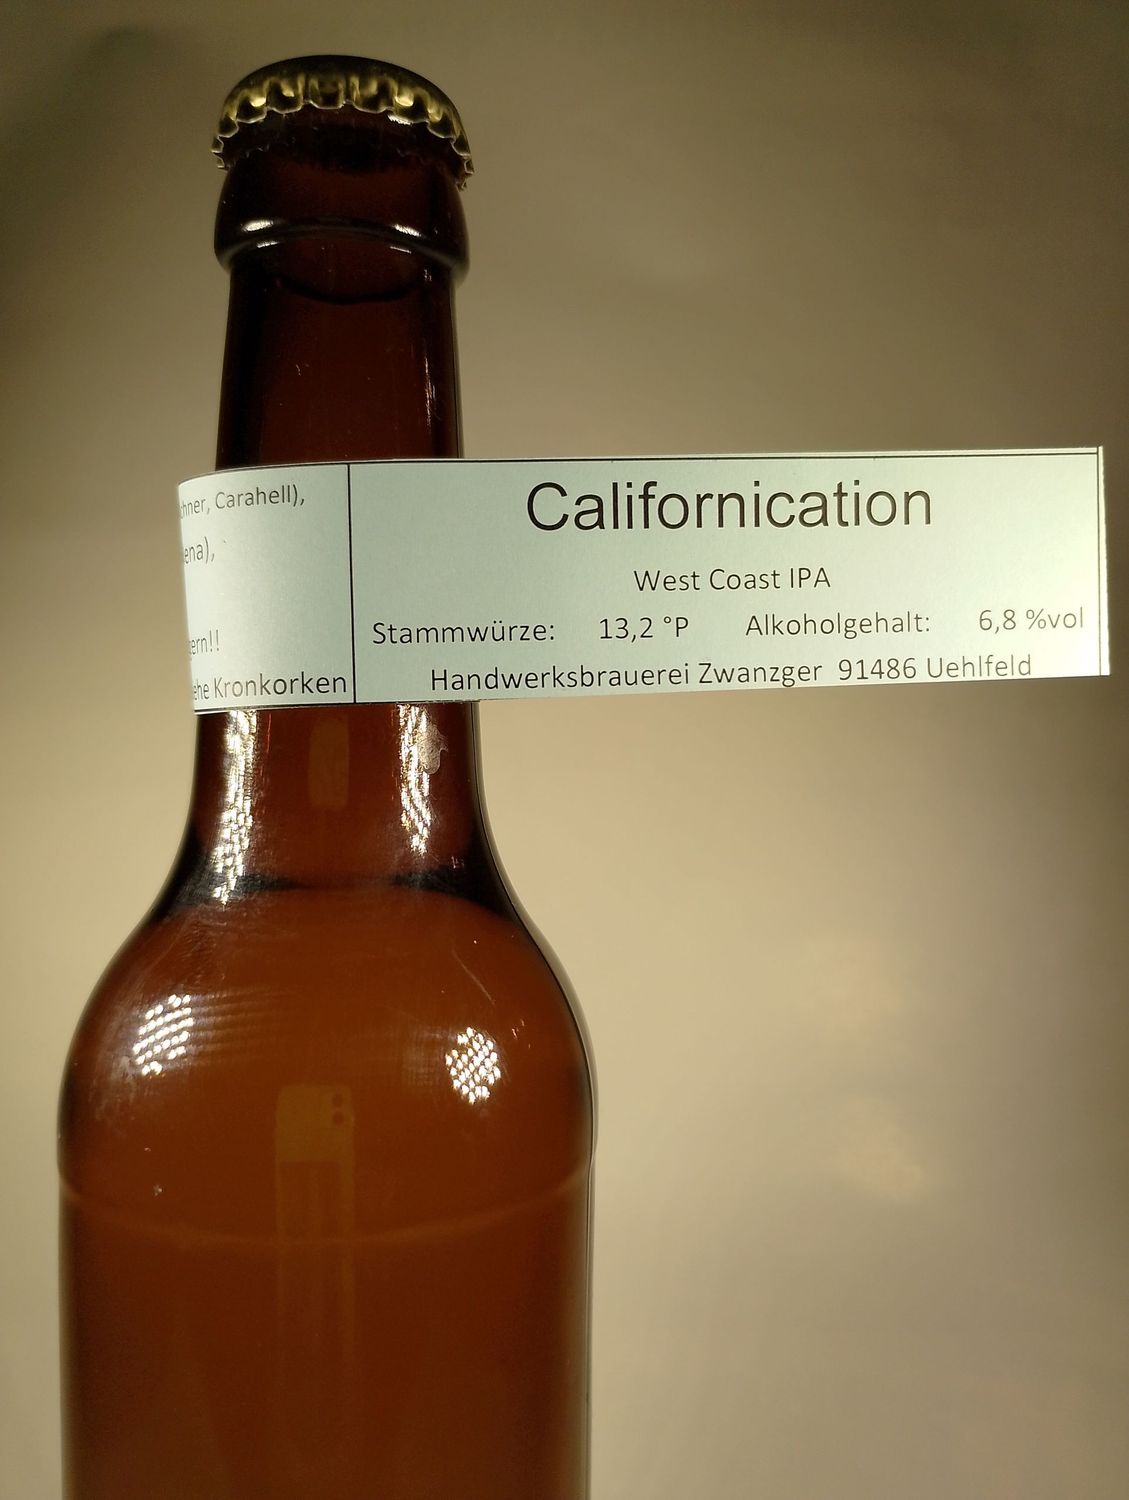 Carahell),
Kronkorken
Californication
West Coast IPA
Stammwürze: 13,2 °P Alkoholgehalt: 6,8 %vol
Handwerksbrauerei Zwanzger 91486 Uehlfeld